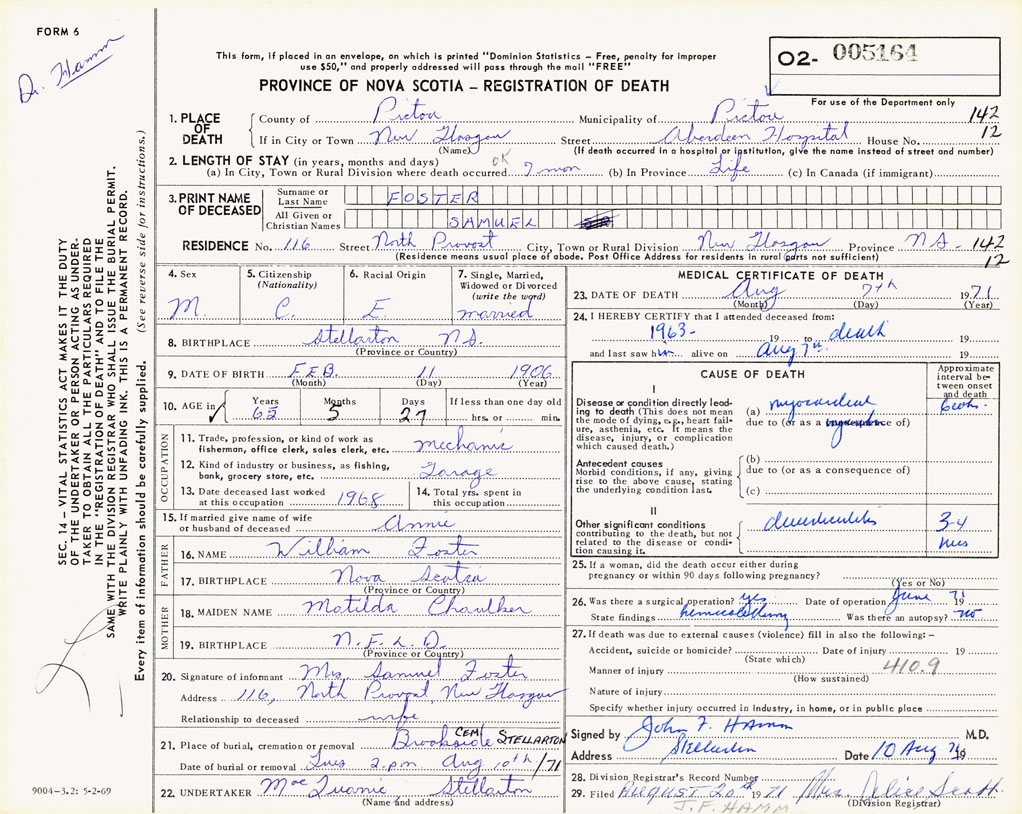 FORM 6
Dr. Hamm
This form, if placed in an envelope, on which is printed "Dominion Statistics – Free, penalty for improper
use $50," and properly addressed will pass through the mail "FREE"
O2- 005164
PROVINCE OF NOVA SCOTIA – REGISTRATION OF DEATH
For use of the Department only
1. PLACE OF DEATH
County of Pictou Municipality of Pictou 142
If in City or Town New Glasgow Street Aberdeen Hospital House No. 12
(Name) (If death occurred in a hospital or institution, give the name instead of street and number)
2. LENGTH OF STAY (in years, months and days) OK
(a) In City, Town or Rural Division where death occurred 7 mon (b) In Province Life (c) In Canada (if immigrant)
3. PRINT NAME OF DECEASED
Surname or Last Name FOSTER
All Given or Christian Names SAMUEL
RESIDENCE No. 116 Street North Provost City, Town or Rural Division New Glasgow Province N.S. - 142
(Residence means usual place of abode. Post Office Address for residents in rural parts not sufficient) 12
4. Sex
M.
5. Citizenship
(Nationality)
C.
6. Racial Origin
E
7. Single, Married,
Widowed or Divorced
(write the word)
married
8. BIRTHPLACE Stellarton N.S.
(Province or Country)
9. DATE OF BIRTH FEB. 11 1906
(Month) (Day) (Year)
10. AGE in
Years Months Days If less than one day old
65 5 27 hrs. or min.
OCCUPATION
11. Trade, profession, or kind of work as
fisherman, office clerk, sales clerk, etc. mechanic
12. Kind of industry or business, as fishing,
bank, grocery store, etc. Garage
13. Date deceased last worked
at this occupation 1968
14. Total yrs. spent in
this occupation
15. If married give name of wife
or husband of deceased Annie
FATHER
16. NAME William Foster
17. BIRTHPLACE Nova Scotia
(Province or Country)
MOTHER
18. MAIDEN NAME Matilda Chaulker
19. BIRTHPLACE N.F.L.D.
(Province or Country)
20. Signature of informant Mrs. Samuel Foster
Address 116, North Provost, New Glasgow
Relationship to deceased wife
21. Place of burial, cremation or removal Brookside CEM STELLARTON
Date of burial or removal Tues 2.pm Aug 10th /71
22. UNDERTAKER Stellarton
(Name and address)
MEDICAL CERTIFICATE OF DEATH
23. DATE OF DEATH Aug 7th 1971
(Month) (Day) (Year)
24. I HEREBY CERTIFY that I attended deceased from:
1963- 19 to death
and last saw him alive on Aug 7th 19
CAUSE OF DEATH
Approximate
interval be-
tween onset
and death
I
Disease or condition directly lead-
ing to death (This does not mean
the mode of dying, e.g., heart fail-
ure, asthenia, etc. It means the
disease, injury, or complication
which caused death.)
(a) myocardial
due to (or as a consequence of)
Antecedent causes
Morbid conditions, if any, giving
rise to the above cause, stating
the underlying condition last.
(b)
due to (or as a consequence of)
(c)
II
Other significant conditions
contributing to the death, but not
related to the disease or condi-
tion causing it.
diverticulitis 3-4
25. If a woman, did the death occur either during
pregnancy or within 90 days following pregnancy?
(Yes or No)
26. Was there a surgical operation? yes Date of operation June 1971
State findings Was there an autopsy? no
27. If death was due to external causes (violence) fill in also the following: –
Accident, suicide or homicide? Date of injury 19
(State which)
Manner of injury 410.9
(How sustained)
Nature of injury
Specify whether injury occurred in industry, in home, or in public place
Signed by John F. Hamm M.D.
Address Stellarton Date 10 Aug 71 19
28. Division Registrar's Record Number
29. Filed AUGUST 20th 1971 Mrs. Scott
J.F. HAMM (Division Registrar)
SEC. 14 – VITAL STATISTICS ACT MAKES IT THE DUTY
OF THE UNDERTAKER OR PERSON ACTING AS UNDER-
TAKER TO OBTAIN ALL THE PARTICULARS REQUIRED
IN THE "REGISTRATION OF DEATH" AND TO FILE THE
SAME WITH THE DIVISION REGISTRAR WHO SHALL ISSUE THE BURIAL PERMIT.
WRITE PLAINLY WITH UNFADING INK. THIS IS A PERMANENT RECORD.
Every item of information should be carefully supplied. (See reverse side for instructions.)
9004-3.2: 5-2-69